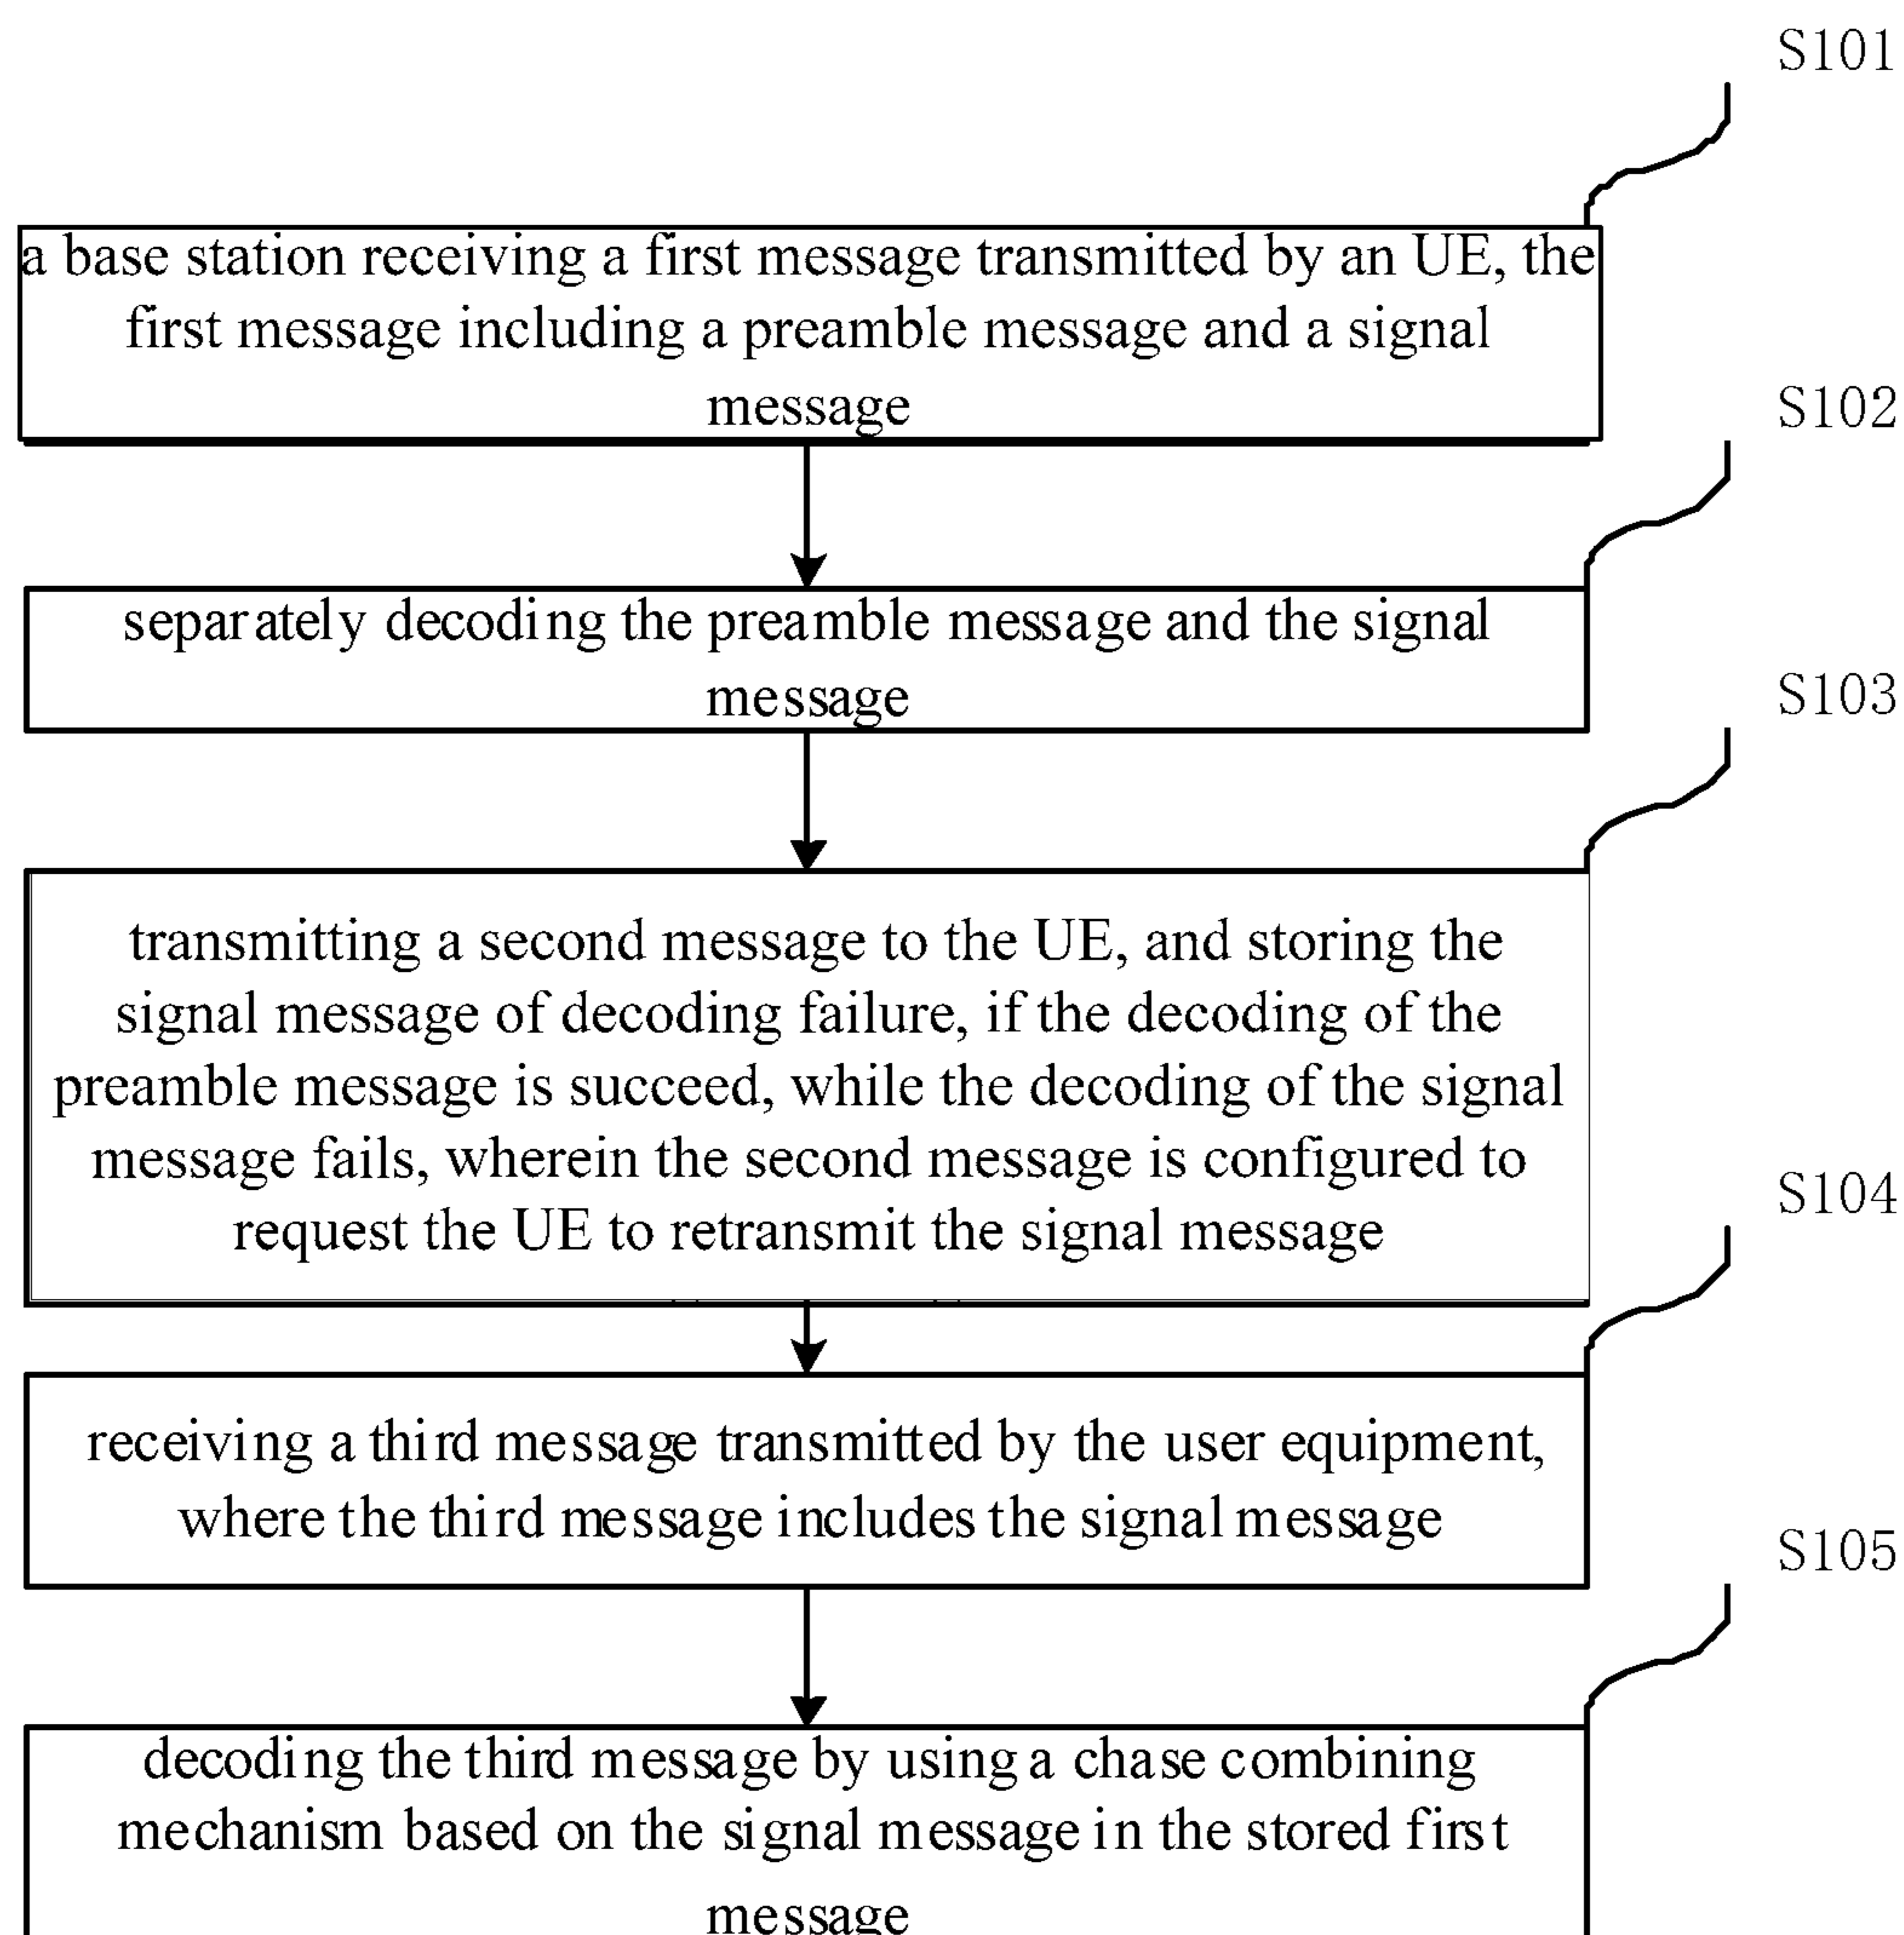 S101
a base station receiving a first message transmitted by an UE, the
first message including a preamble message and a signal
message
S102
separately decoding the preamble message and the signal
message
S103
transmitting a second message to the UE, and storing the
signal message of decoding failure, if the decoding of the
preamble message is succeed, while the decoding of the signal
message fails, wherein the second message is configured to
request the UE to retransmit the signal message
S104
receiving a third message transmitted by the user equipment,
where the third message includes the signal message
S105
decoding the third message by using a chase combining
mechanism based on the signal message in the stored first
message